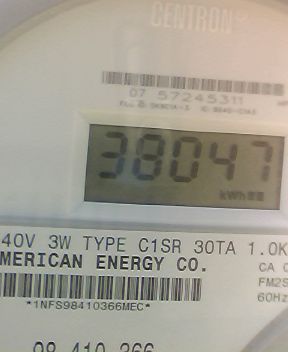 CENTRON
07 57245311
38047
kWh
40V 3W TYPE C1SR 30TA 1.0K
MERICAN ENERGY CO.
CA 0
FM2S
60Hz
*1NFS98410366MEC*
98 410 366